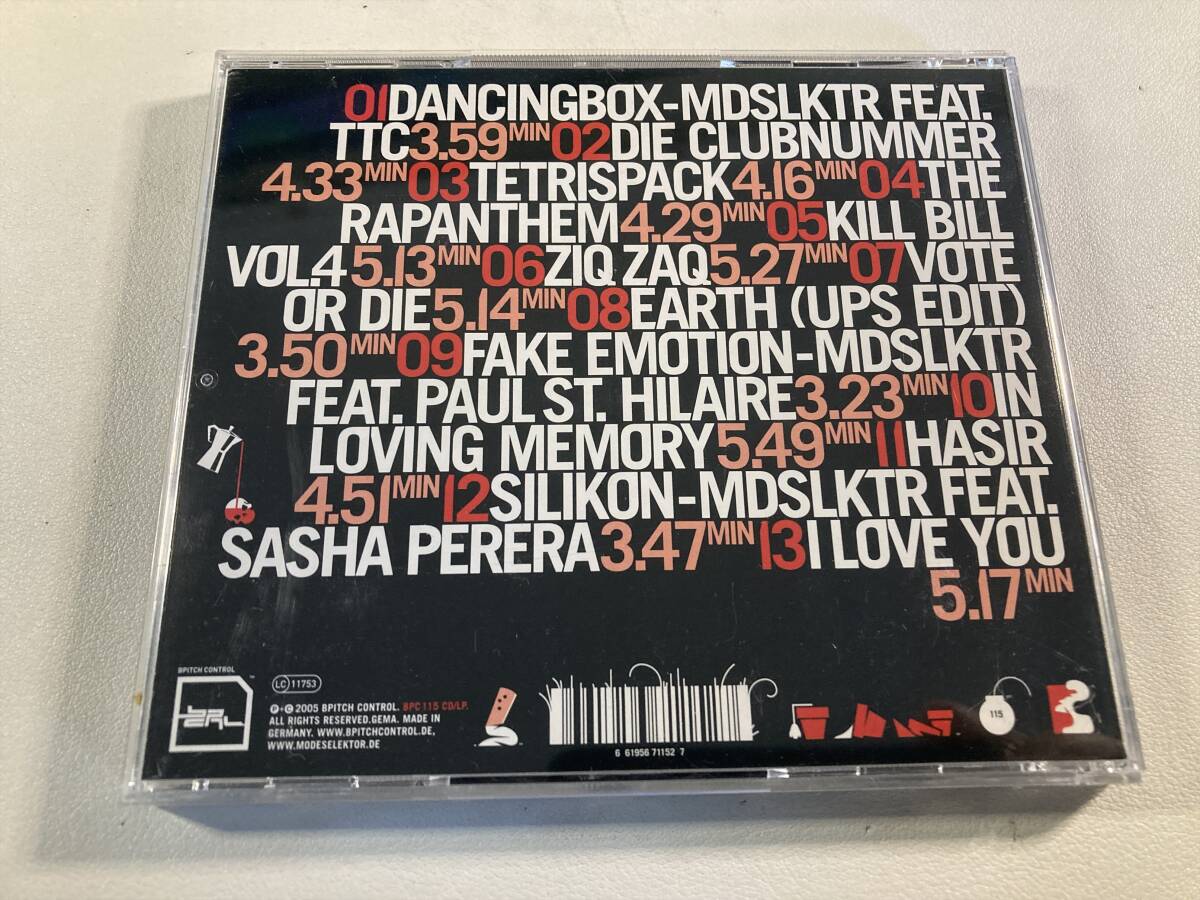 01DANCINGBOX-MDSLKTR FEAT.
TTC3.59MIN02DIE CLUBNUMMER
4.33MIN03TETRISPACK4.16MIN04THE
RAPANTHEM4.29MIN05KILL BILL
VOL.4 5.13MIN06ZIQ ZAQ5.27MIN07VOTE
OR DIE5.14MIN08EARTH (UPS EDIT)
3.50MIN09FAKE EMOTION-MDSLKTR
FEAT. PAUL ST. HILAIRE3.23MIN10IN
LOVING MEMORY5.49MIN11HASIR
4.51MIN12SILIKON-MDSLKTR FEAT.
SASHA PERERA3.47MIN13I LOVE YOU
5.17MIN
BPITCH CONTROL
TM
LC 11753
P+C 2005 BPITCH CONTROL. BPC 115 CD/LP.
ALL RIGHTS RESERVED.GEMA. MADE IN
GERMANY. WWW.BPITCHCONTROL.DE,
WWW.MODESELEKTOR.DE
6 61956 71152 7
115